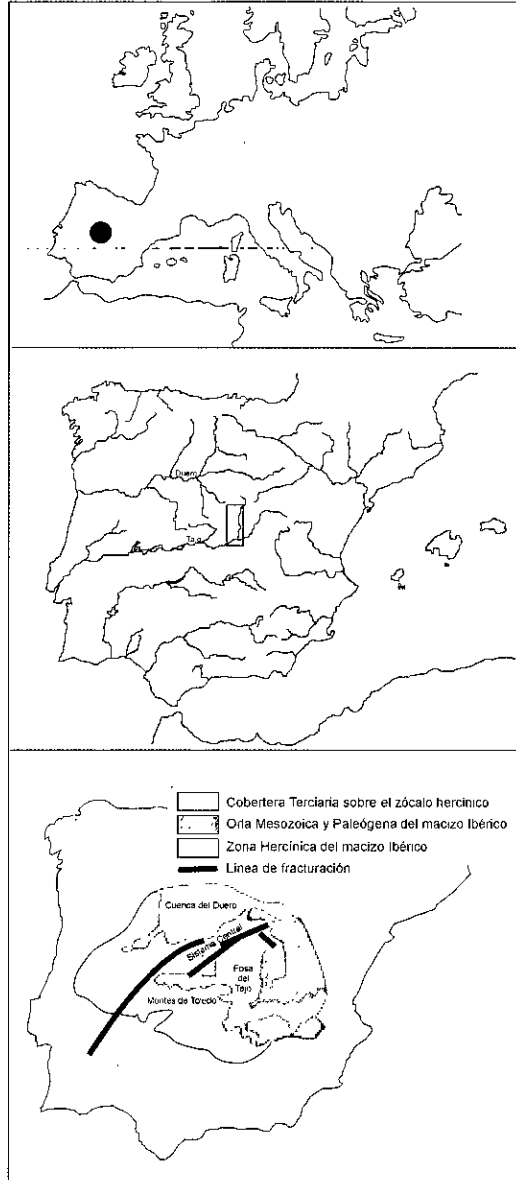 Duero
Cobertera Terciaria sobre el zócalo hercínico
Orla Mesozoica y Paleógena del macizo Ibérico
Zona Hercínica del macizo Ibérico
Línea de fracturación
Cuenca del Duero
Sistema Central
Fosa
del
Tajo
Montes de Toledo